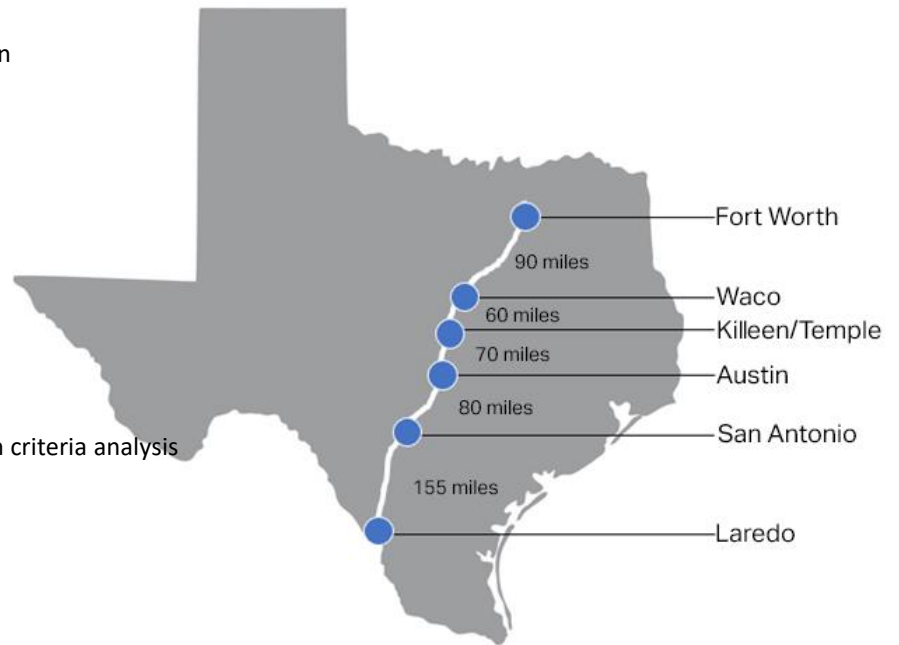 n
Fort Worth
90 miles
Waco
60 miles
Killeen/Temple
70 miles
Austin
80 miles
San Antonio
n criteria analysis
155 miles
Laredo